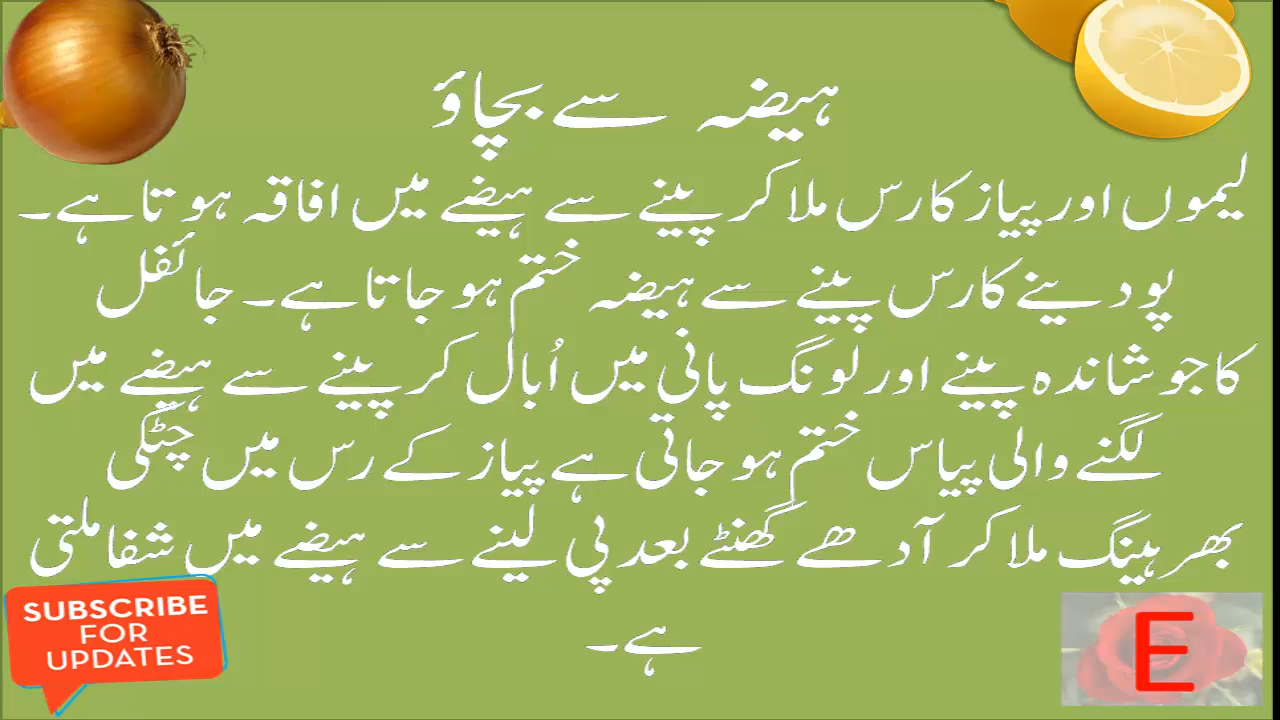 ہیضہ سے بچاؤ
لیموں اور پیاز کا رس ملا کر پینے سے ہیضے میں افاقہ ہوتا ہے۔
پودینے کا رس پینے سے ہیضہ ختم ہو جاتا ہے۔ جائفل
کا جوشاندہ پینے اور لونگ پانی میں اُبال کر پینے سے ہیضے میں
لگنے والی پیاس ختم ہو جاتی ہے پیاز کے رس میں چٹکی
بھر ہینگ ملا کر آدھے گھنٹے بعد پی لینے سے ہیضے میں شفا ملتی
ہے۔
SUBSCRIBE
FOR
UPDATES
E